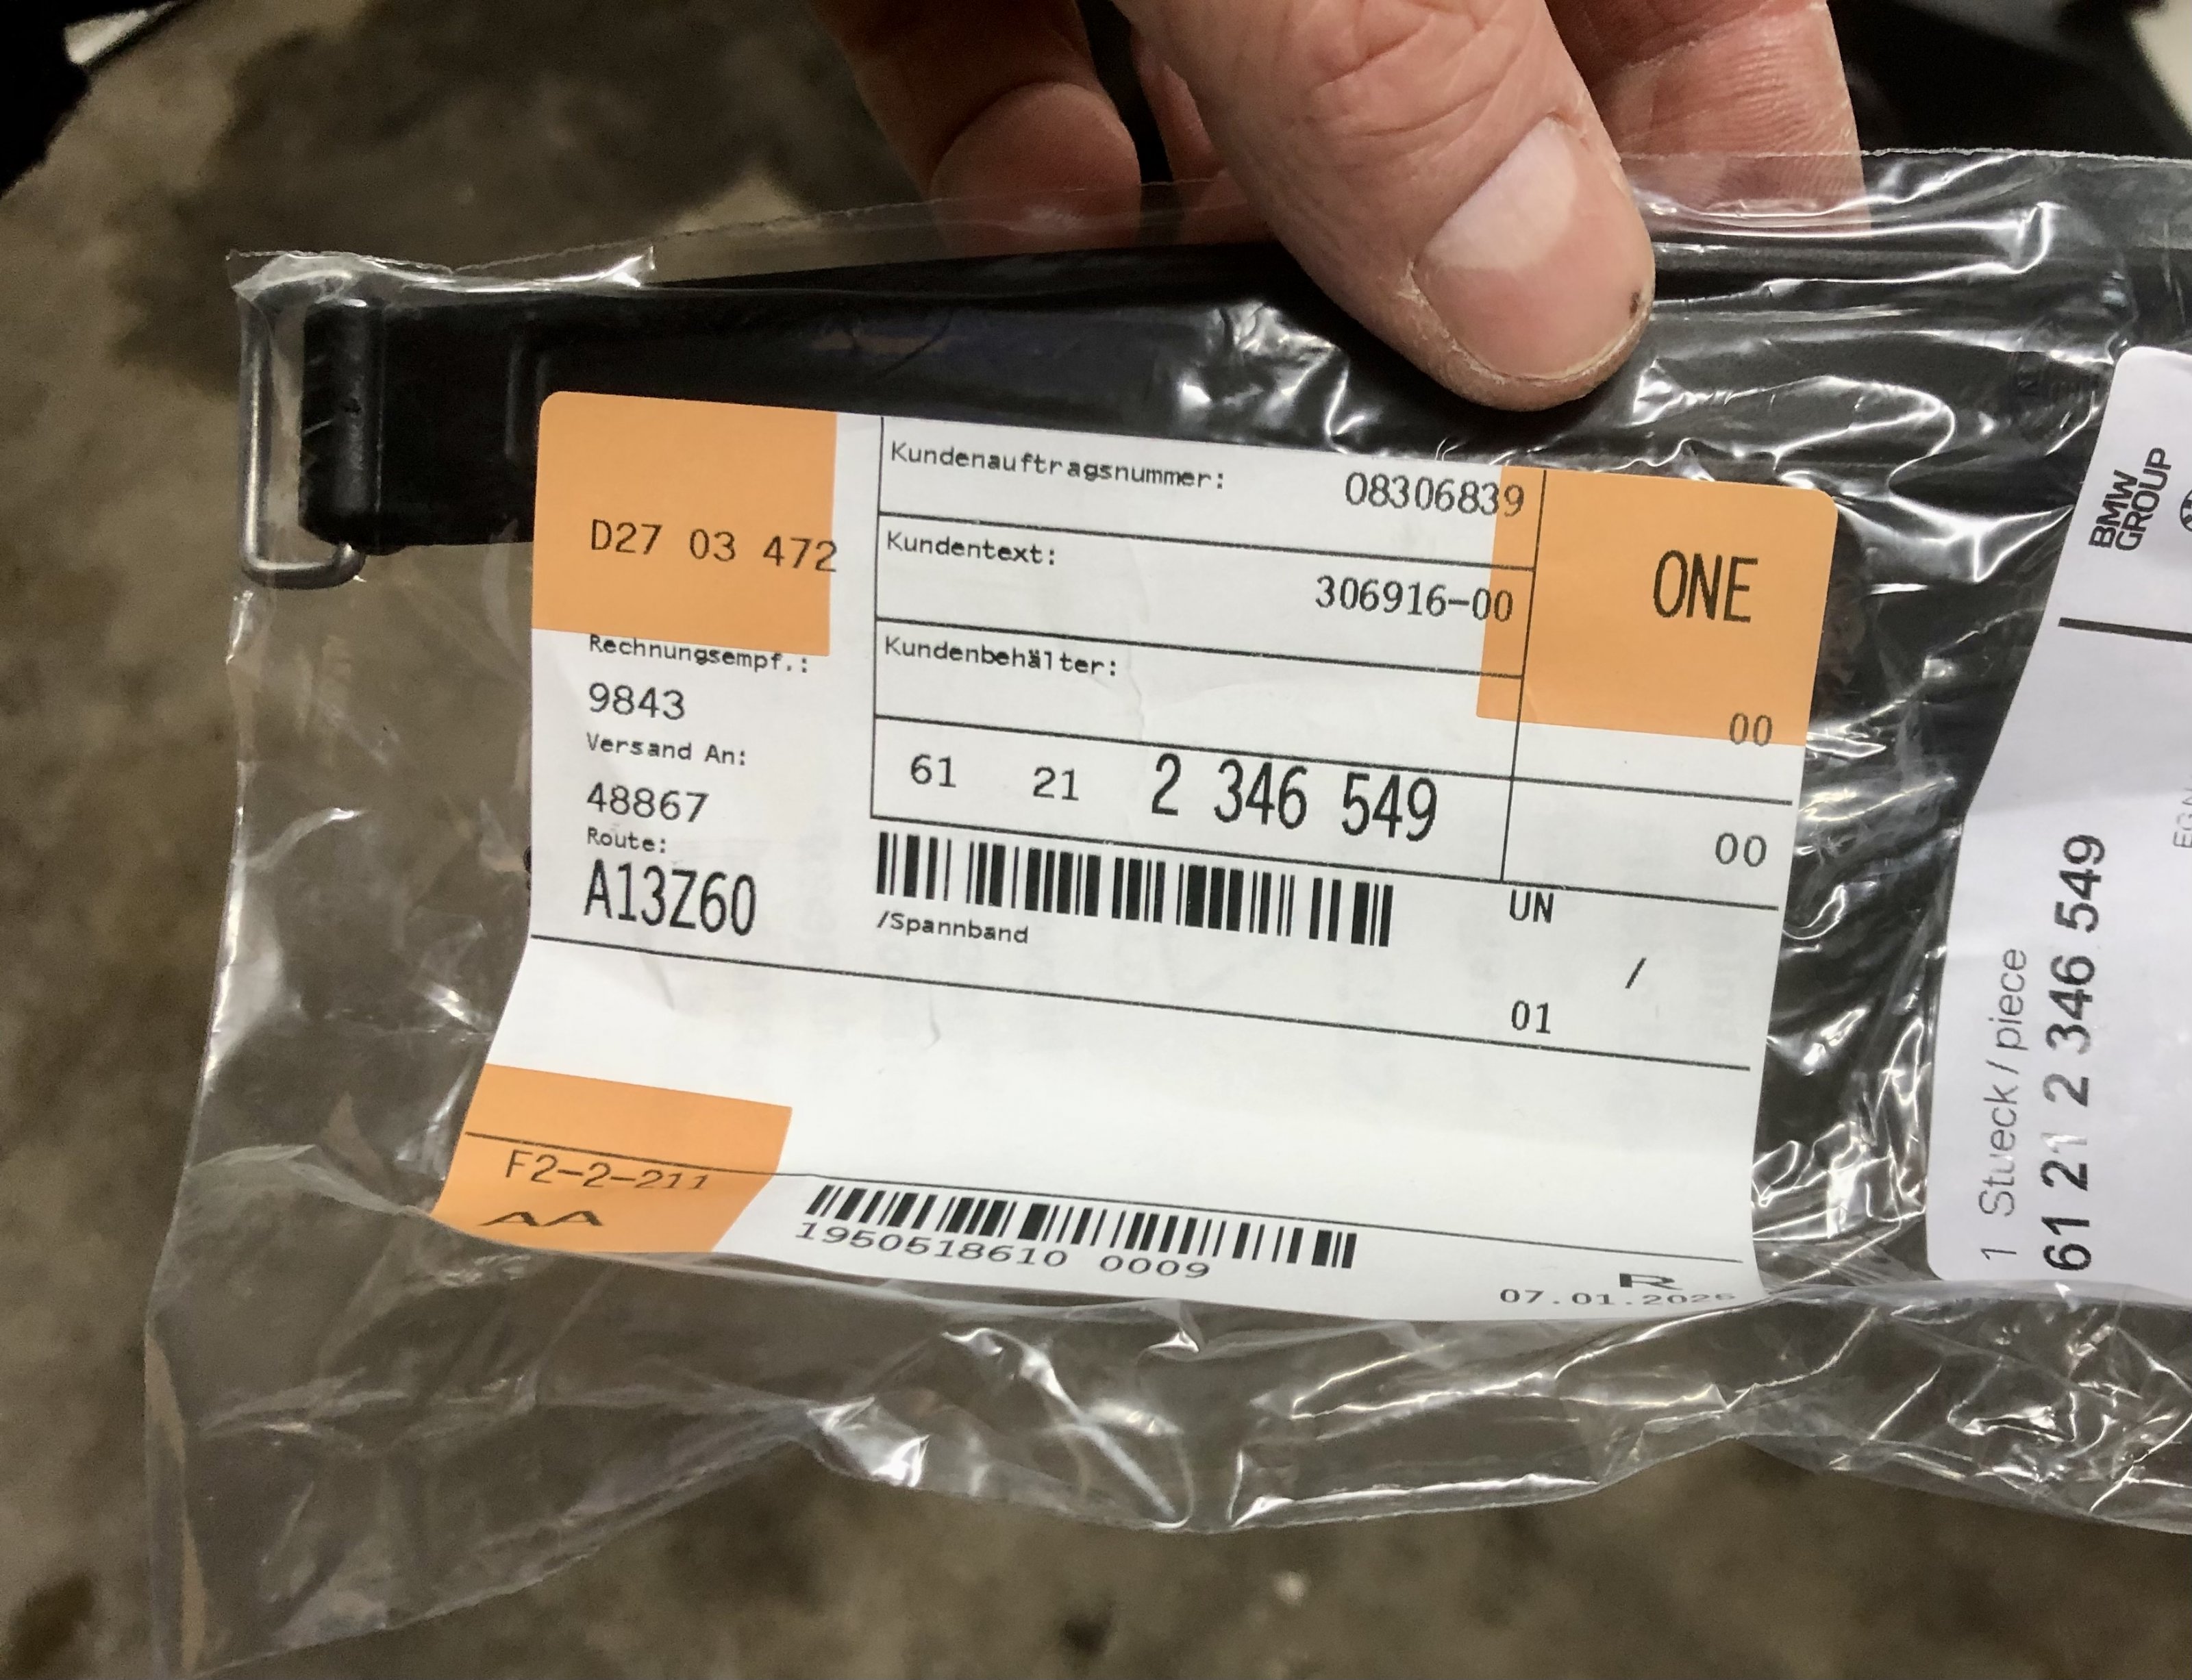 D27 03 472
Kundenauftragsnummer: 08306839
Kundentext: 306916-00
ONE
Kundenbehälter:
00
Rechnungsempf.:
9843
Versand An:
48867
Route:
A13Z60
61 21 2 346 549
00
/Spannband
UN
/
01
F2-2-211
AA
1950518610 0009
R
07.01.2026
BMW
GROUP
1 Stueck / piece
61 21 2 346 549